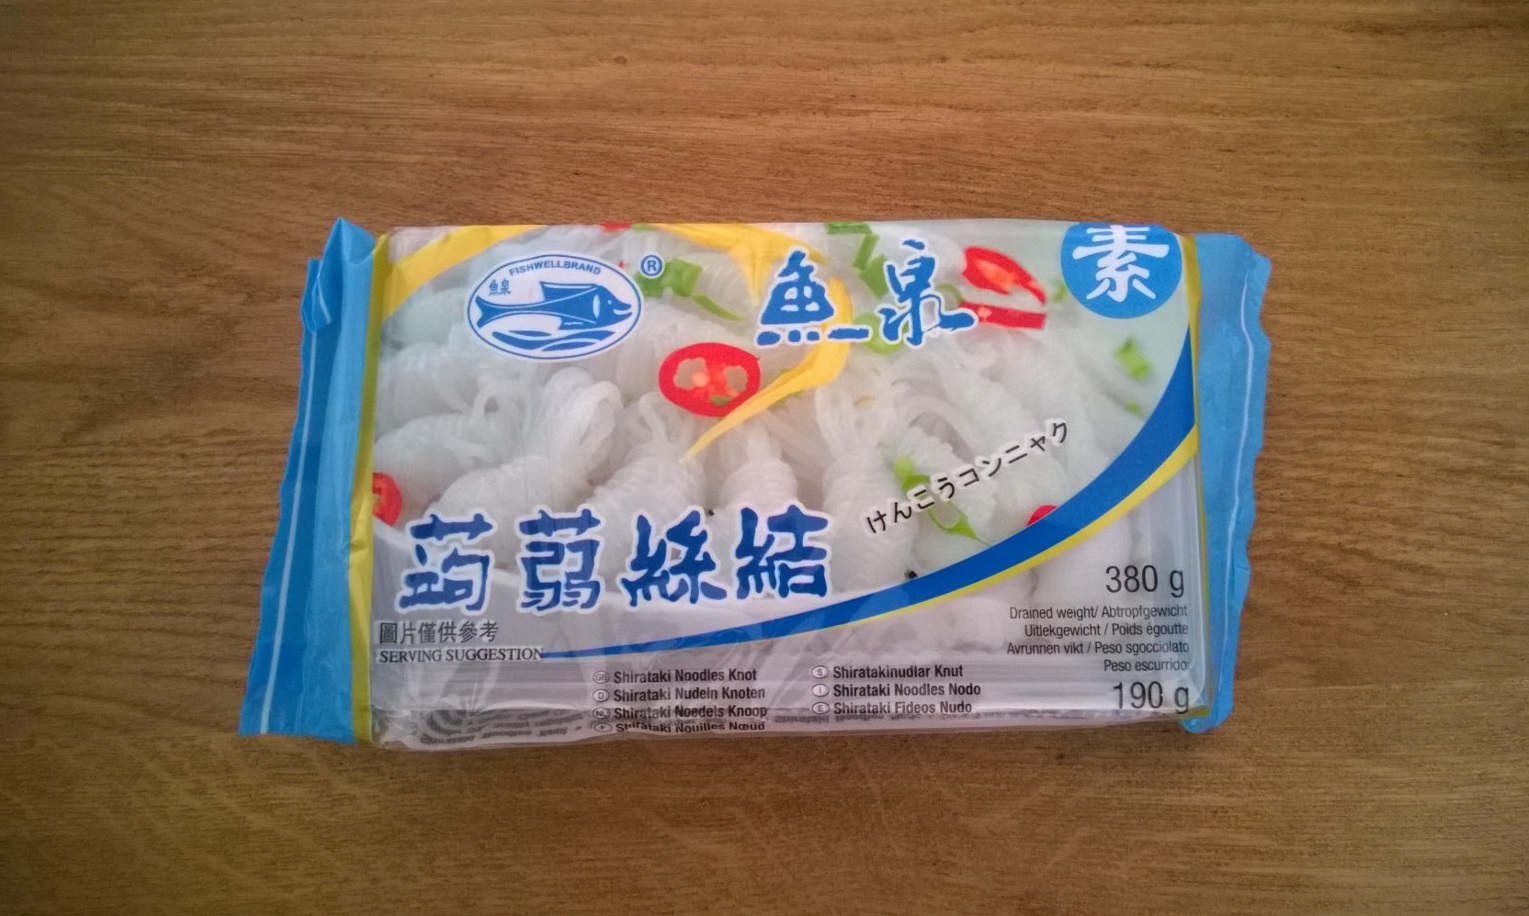 FISHWELLBRAND
魚泉
®
魚泉
素
けんこうコンニャク
蒟蒻絲結
圖片僅供參考
SERVING SUGGESTION
380 g
Drained weight/ Abtropfgewicht
Uitlekgewicht / Poids égoutte
Avrunnen vikt / Peso sgocciolato
Peso escurrido:
190 g
GB Shirataki Noodles Knot
D Shirataki Nudeln Knoten
NL Shirataki Noedels Knoop
F Shirataki Nouilles Nœud
S Shiratakinudlar Knut
I Shirataki Noodles Nodo
E Shirataki Fideos Nudo